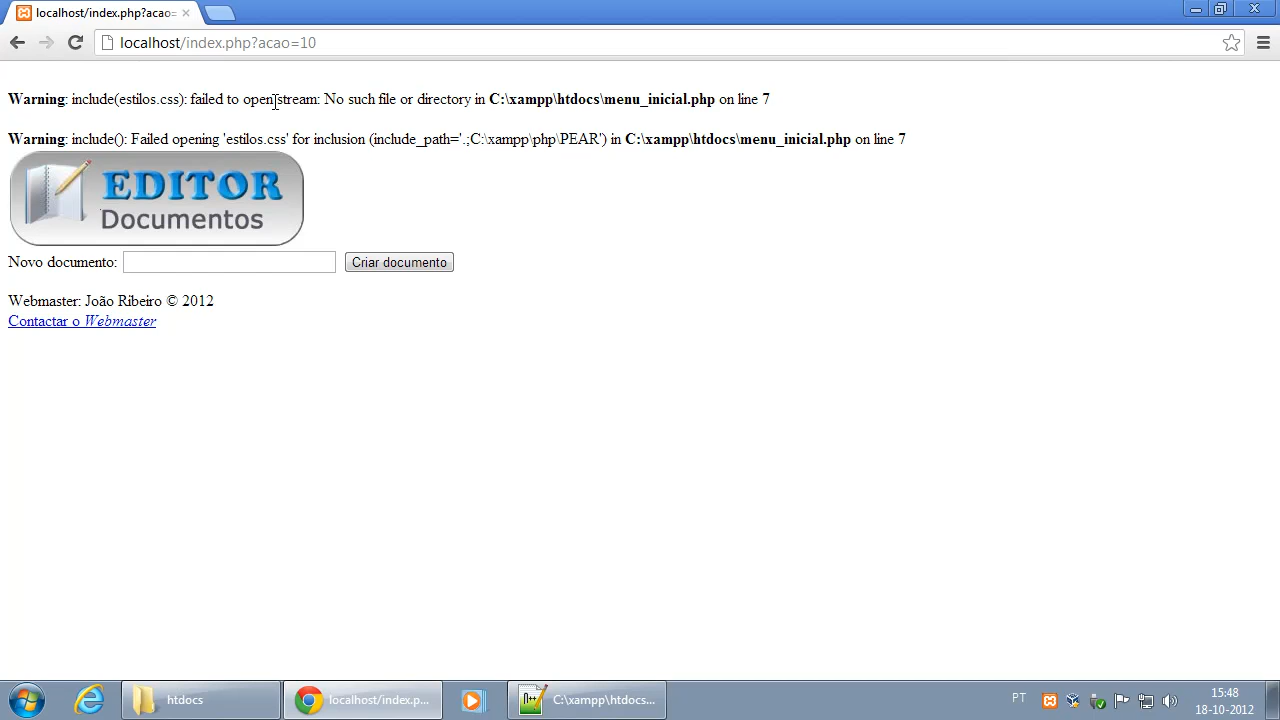 localhost/index.php?acao=
localhost/index.php?acao=10
Warning: include(estilos.css): failed to open stream: No such file or directory in C:\xampp\htdocs\menu_inicial.php on line 7
Warning: include(): Failed opening 'estilos.css' for inclusion (include_path='.;C:\xampp\php\PEAR') in C:\xampp\htdocs\menu_inicial.php on line 7
EDITOR
Documentos
Novo documento: Criar documento
Webmaster: João Ribeiro © 2012
Contactar o Webmaster
htdocs localhost/index.p... C:\xampp\htdocs... PT 15:48
18-10-2012